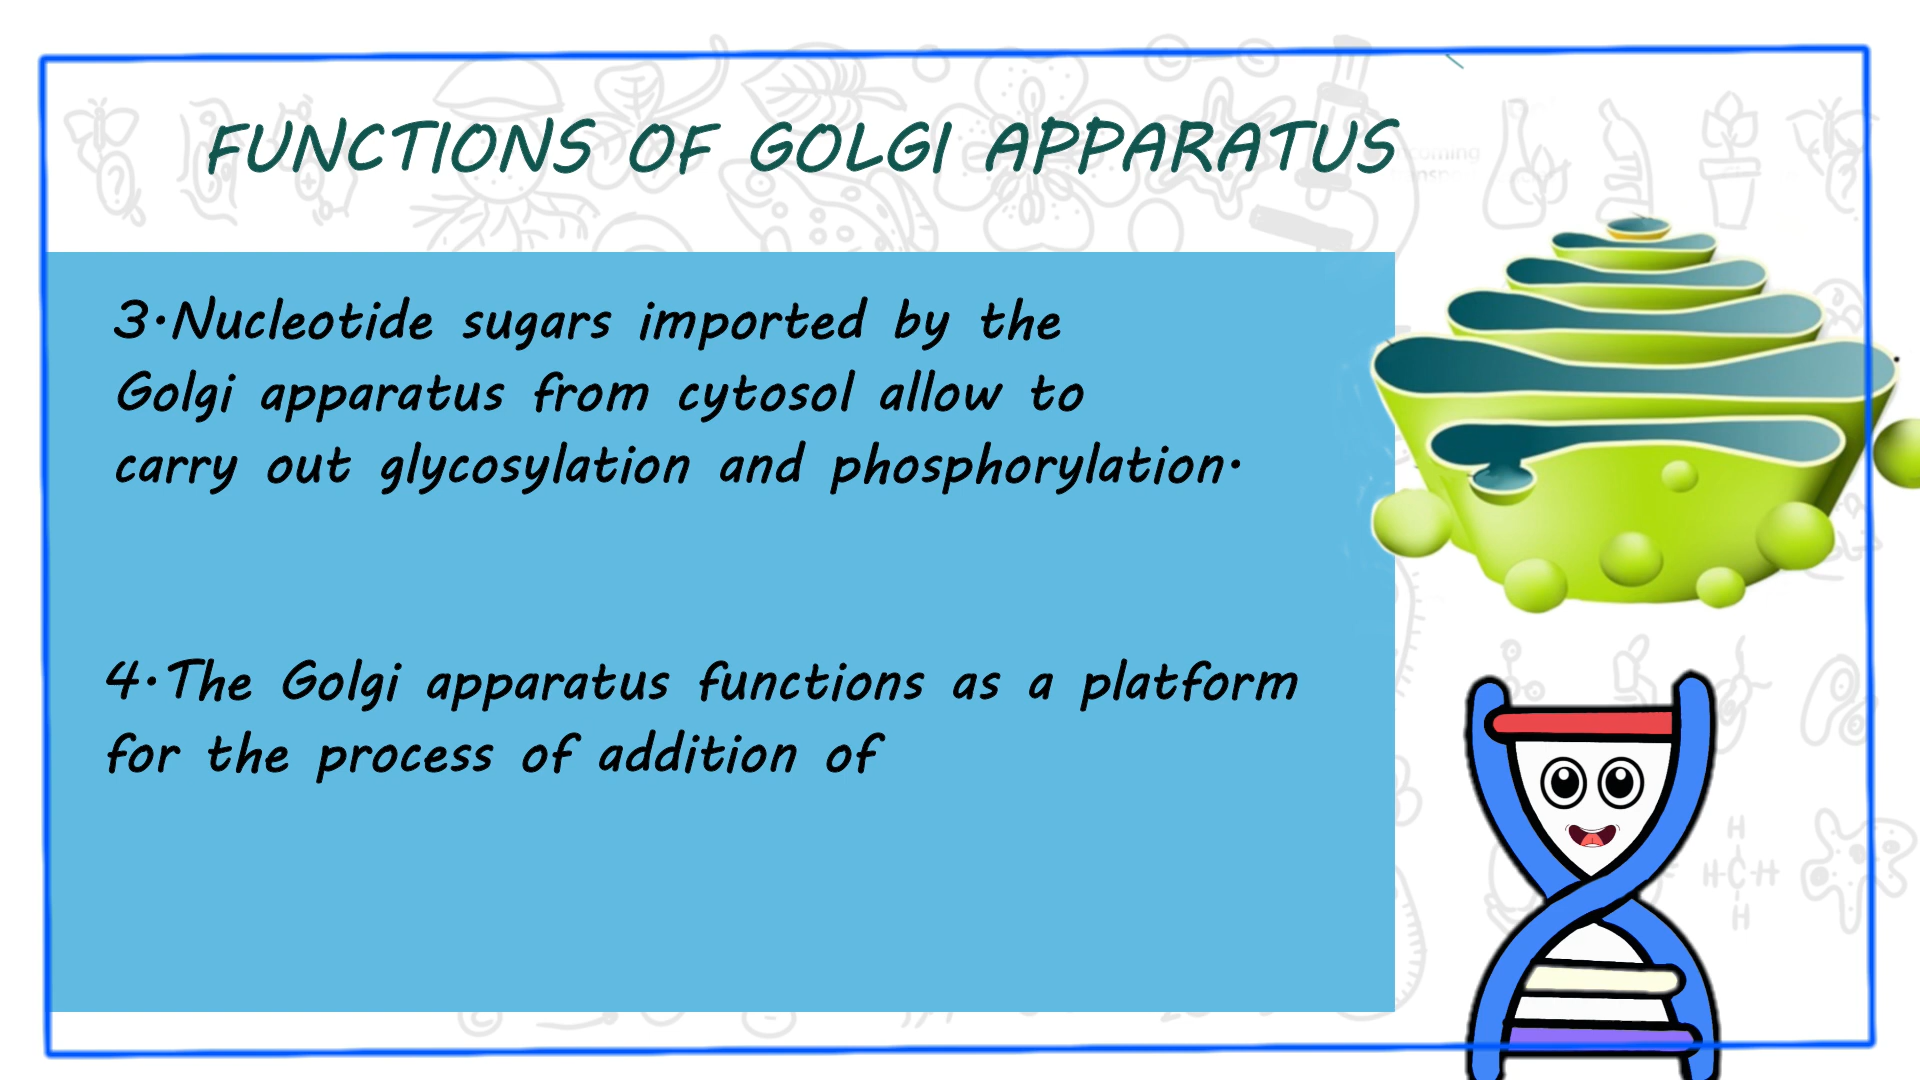 FUNCTIONS OF GOLGI APPARATUS
coming
3.Nucleotide sugars imported by the
Golgi apparatus from cytosol allow to
carry out glycosylation and phosphorylation.
4.The Golgi apparatus functions as a platform
for the process of addition of
H
H-C-H
H